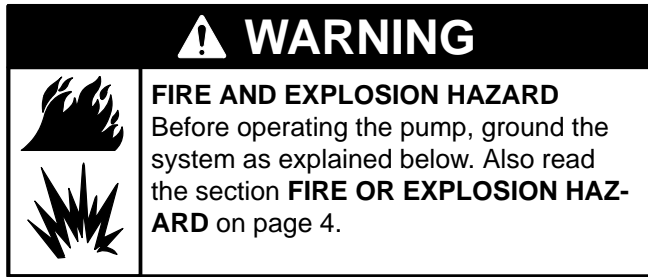 WARNING
FIRE AND EXPLOSION HAZARD
Before operating the pump, ground the
system as explained below. Also read
the section FIRE OR EXPLOSION HAZ-
ARD on page 4.